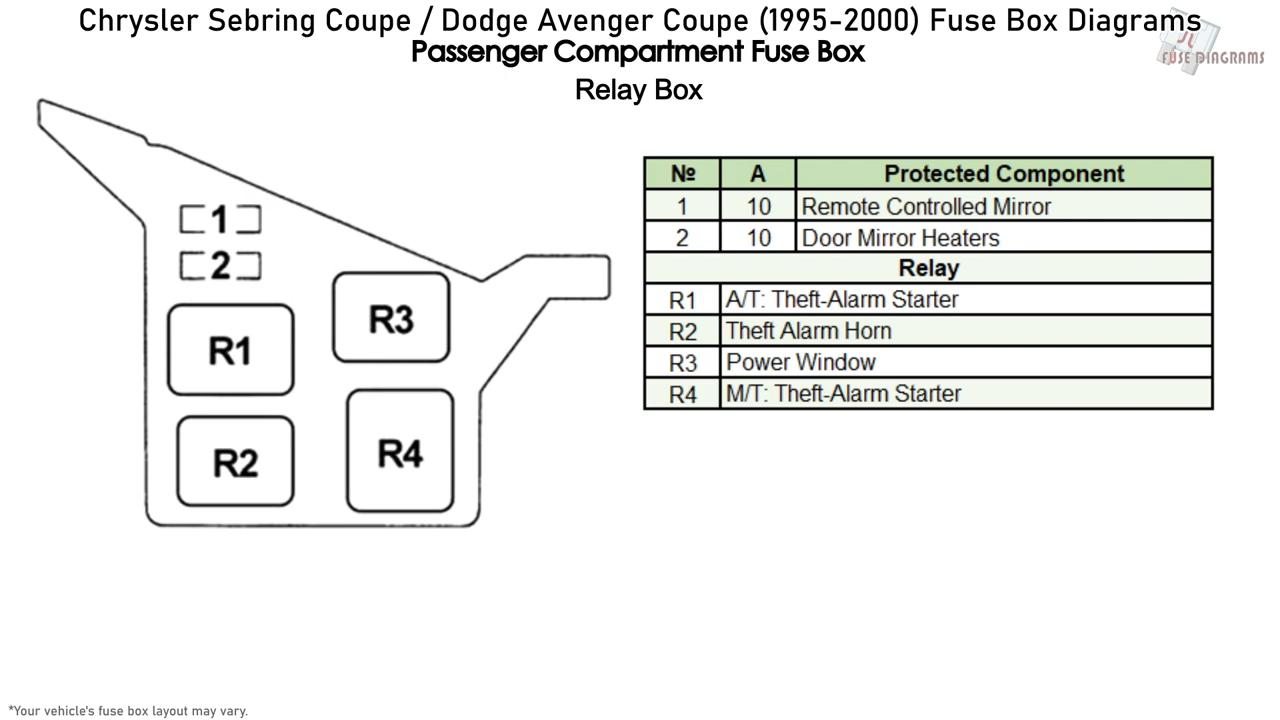 Chrysler Sebring Coupe / Dodge Avenger Coupe (1995-2000) Fuse Box Diagrams
Passenger Compartment Fuse Box
FUSE DIAGRAMS
Relay Box
1
2
R1
R2
R3
R4
№ A Protected Component
1 10 Remote Controlled Mirror
2 10 Door Mirror Heaters
Relay
R1 A/T: Theft-Alarm Starter
R2 Theft Alarm Horn
R3 Power Window
R4 M/T: Theft-Alarm Starter
*Your vehicle's fuse box layout may vary.